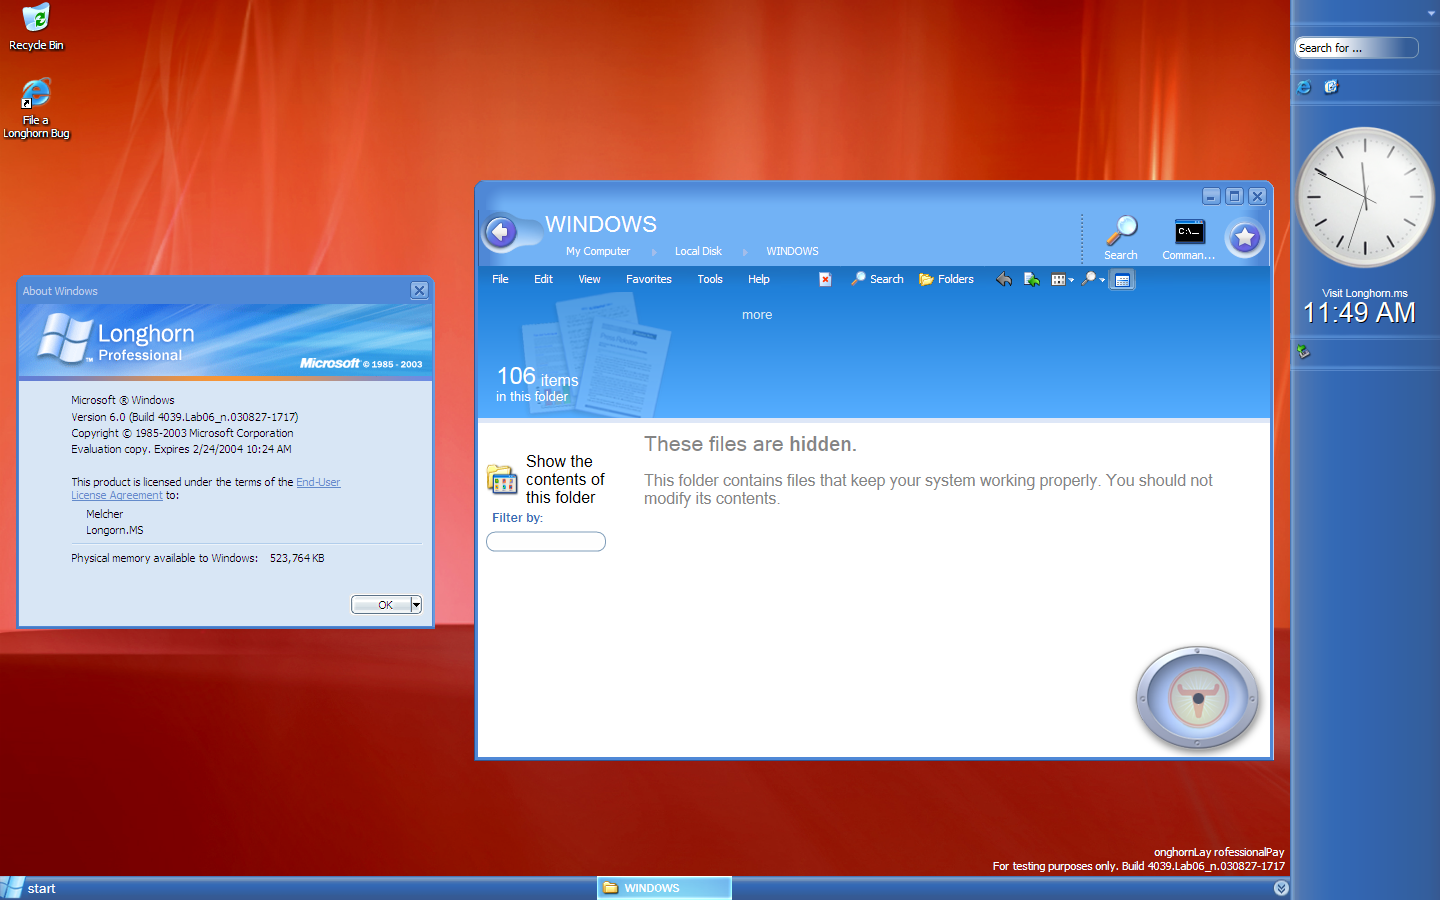 Recycle Bin
File a
Longhorn Bug
About Windows
Longhorn
™ Professional
Microsoft © 1985 - 2003
Microsoft ® Windows
Version 6.0 (Build 4039.Lab06_n.030827-1717)
Copyright © 1985-2003 Microsoft Corporation
Evaluation copy. Expires 2/24/2004 10:24 AM
This product is licensed under the terms of the End-User
License Agreement to:
Melcher
Longorn.MS
Physical memory available to Windows: 523,764 KB
OK
WINDOWS
My Computer Local Disk WINDOWS
C:\_
Search Comman...
File Edit View Favorites Tools Help Search Folders
more
Press Release
106 items
in this folder
Show the
contents of
this folder
Filter by:
These files are hidden.
This folder contains files that keep your system working properly. You should not
modify its contents.
Search for ...
Visit Longhorn.ms
11:49 AM
onghornLay rofessionalPay
For testing purposes only. Build 4039.Lab06_n.030827-1717
start
WINDOWS